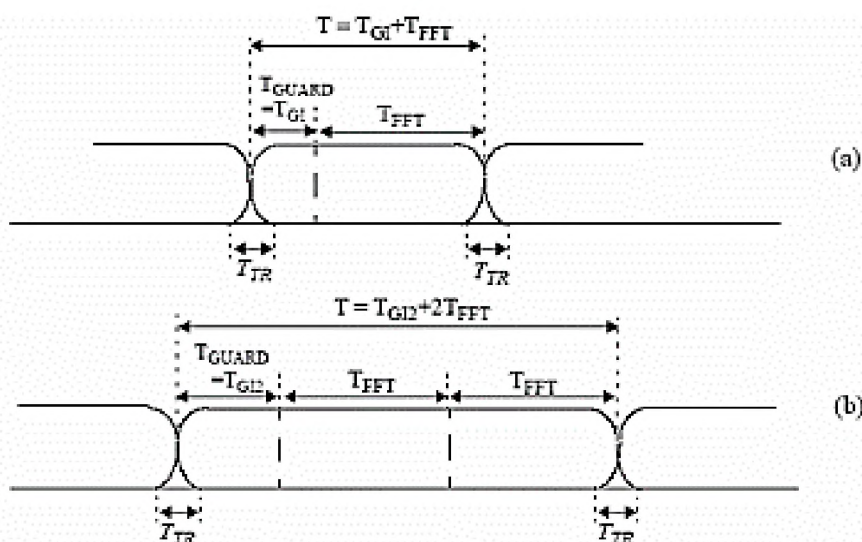 T = T_GI+T_FFT
T_GUARD
=T_GI
T_FFT
(a)
T_TR
T_TR
T = T_GI2+2T_FFT
T_GUARD
=T_GI2
T_FFT
T_FFT
(b)
T_TR
T_TR